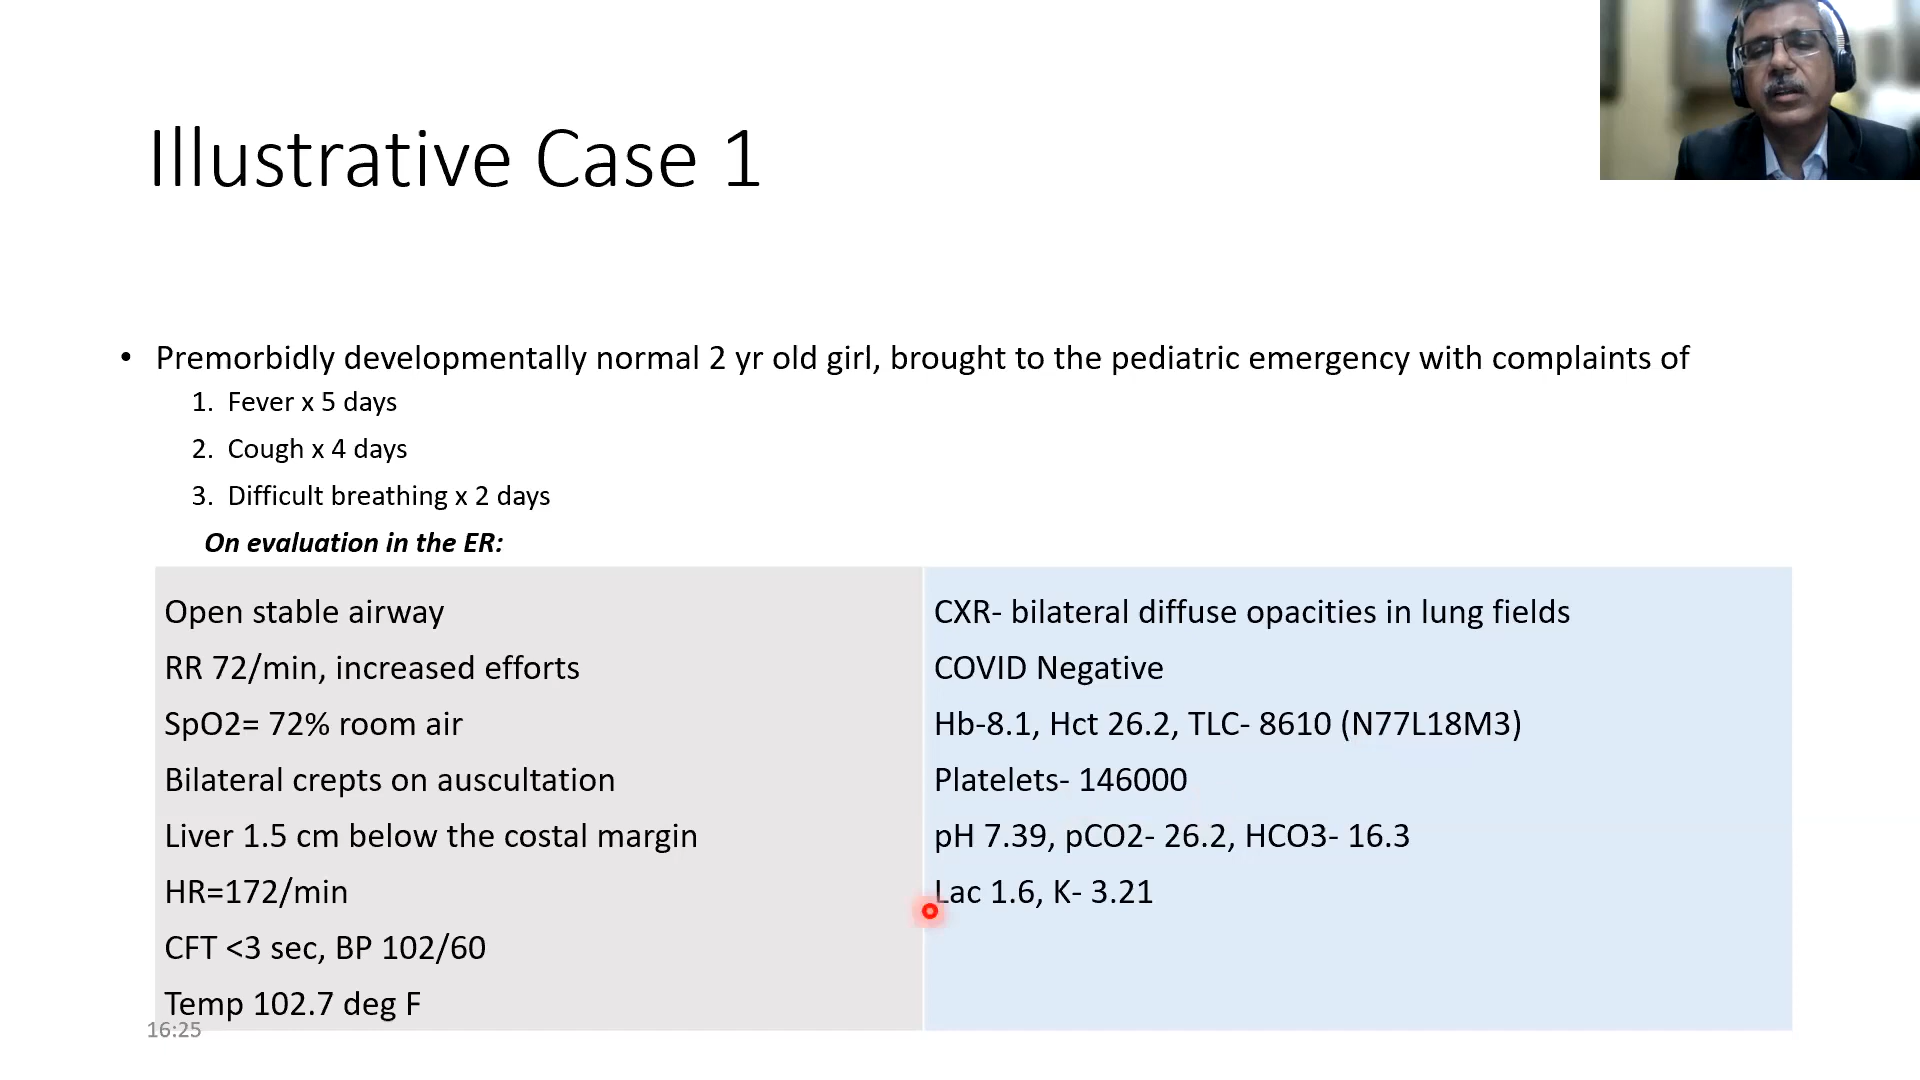 Illustrative Case 1
• Premorbidly developmentally normal 2 yr old girl, brought to the pediatric emergency with complaints of
1. Fever x 5 days
2. Cough x 4 days
3. Difficult breathing x 2 days
On evaluation in the ER:
Open stable airway
RR 72/min, increased efforts
SpO2= 72% room air
Bilateral crepts on auscultation
Liver 1.5 cm below the costal margin
HR=172/min
CFT <3 sec, BP 102/60
Temp 102.7 deg F
CXR- bilateral diffuse opacities in lung fields
COVID Negative
Hb-8.1, Hct 26.2, TLC- 8610 (N77L18M3)
Platelets- 146000
pH 7.39, pCO2- 26.2, HCO3- 16.3
Lac 1.6, K- 3.21
16:25